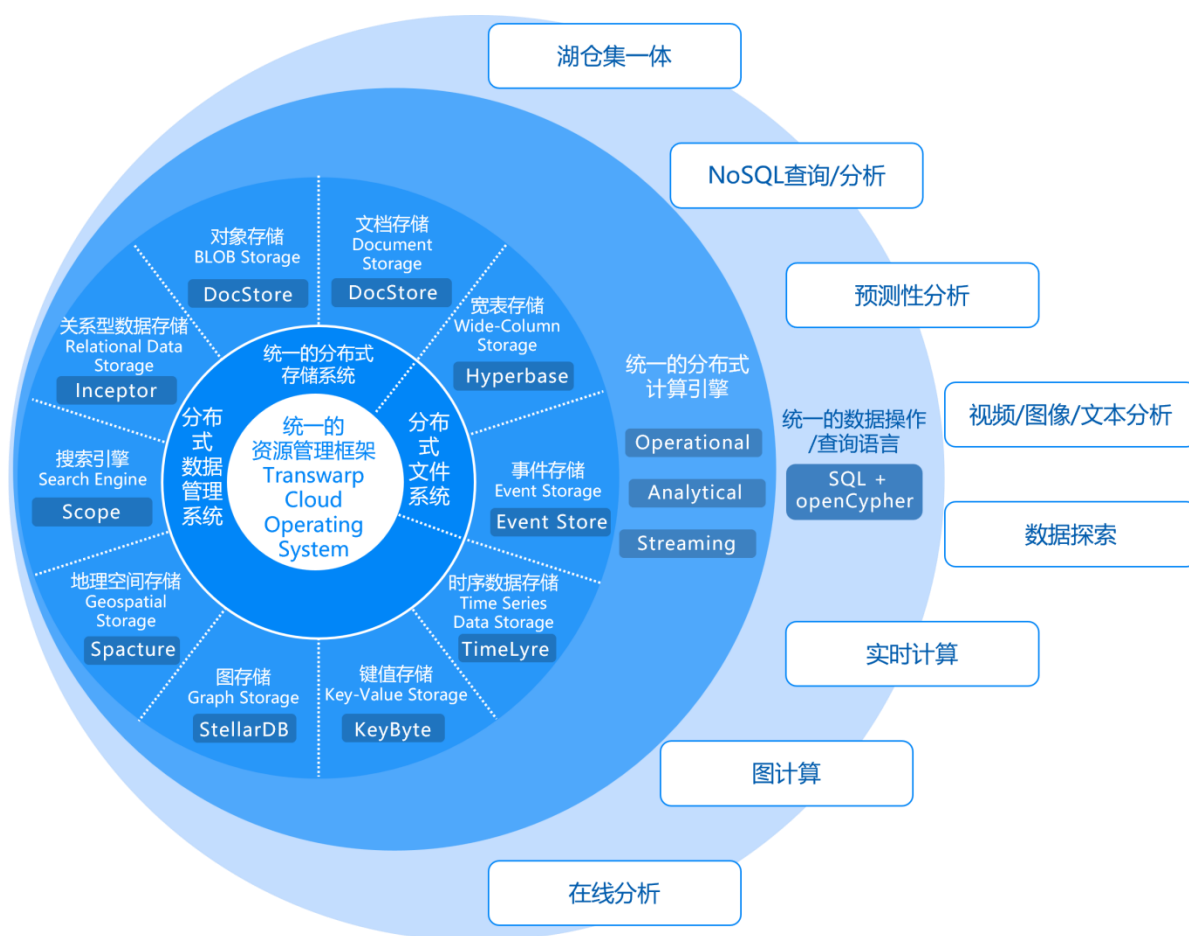 湖仓集一体
NoSQL查询/分析
预测性分析
视频/图像/文本分析
数据探索
实时计算
图计算
在线分析
统一的数据操作
/查询语言
SQL +
openCypher
统一的分布式
计算引擎
Operational
Analytical
Streaming
对象存储
BLOB Storage
DocStore
文档存储
Document
Storage
DocStore
宽表存储
Wide-Column
Storage
Hyperbase
事件存储
Event Storage
Event Store
时序数据存储
Time Series
Data Storage
TimeLyre
键值存储
Key-Value Storage
KeyByte
图存储
Graph Storage
StellarDB
地理空间存储
Geospatial
Storage
Spacture
搜索引擎
Search Engine
Scope
关系型数据存储
Relational Data
Storage
Inceptor
统一的分布式
存储系统
分布
式
数据
管理
系统
分布
式
文件
系统
统一的
资源管理框架
Transwarp
Cloud
Operating
System